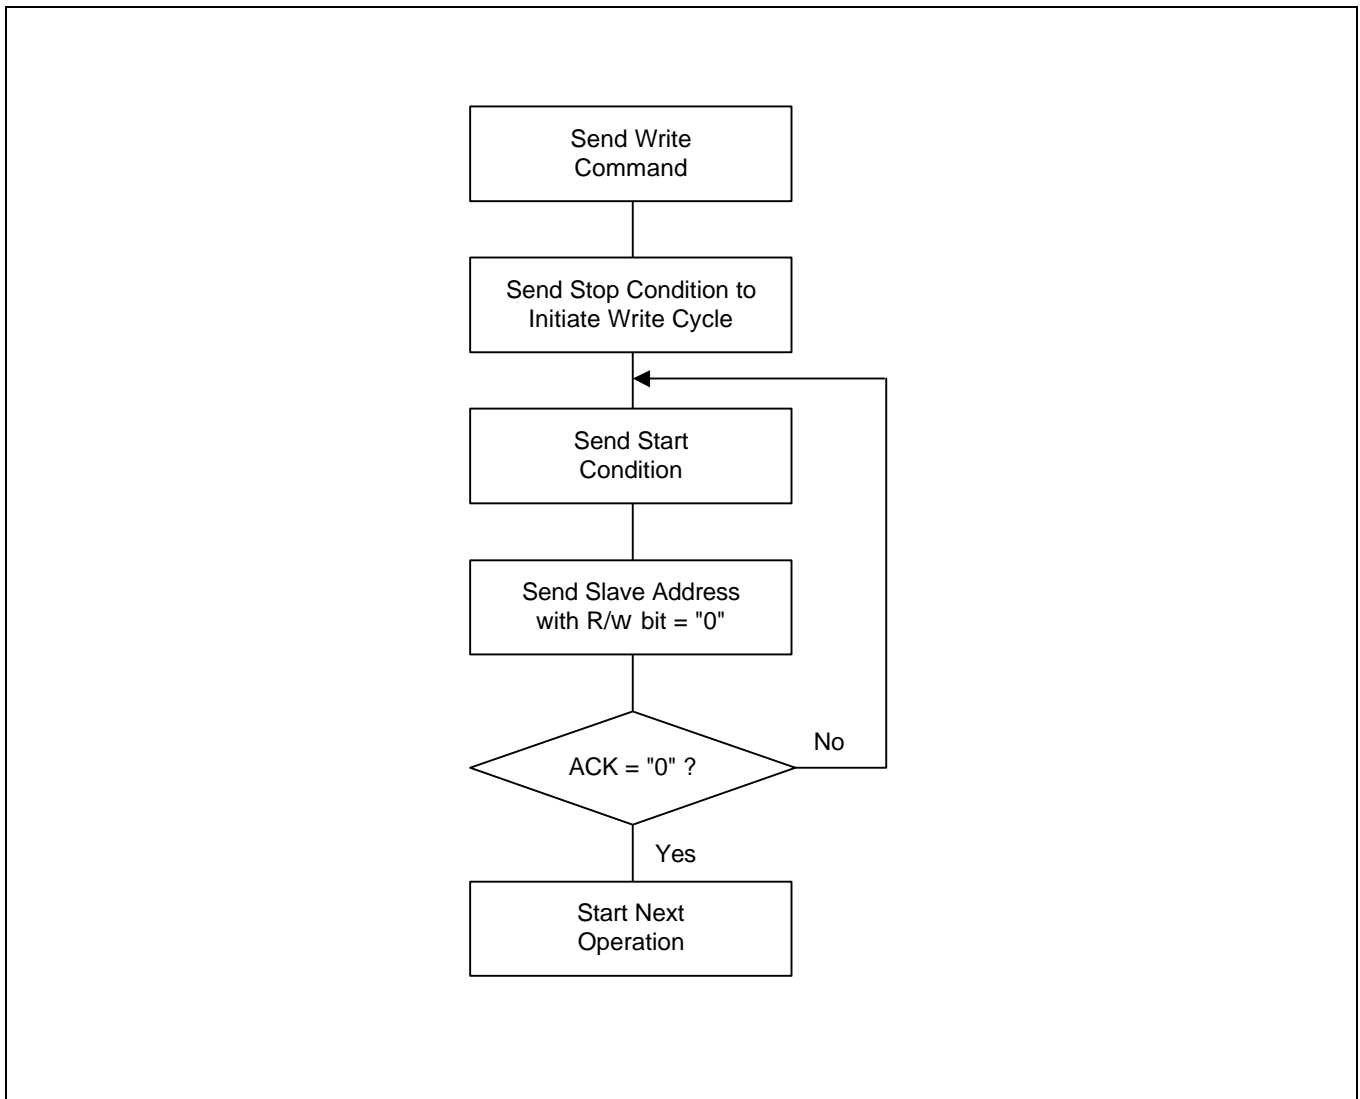 Send Write
Command
Send Stop Condition to
Initiate Write Cycle
Send Start
Condition
Send Slave Address
with R/w bit = "0"
No
ACK = "0" ?
Yes
Start Next
Operation